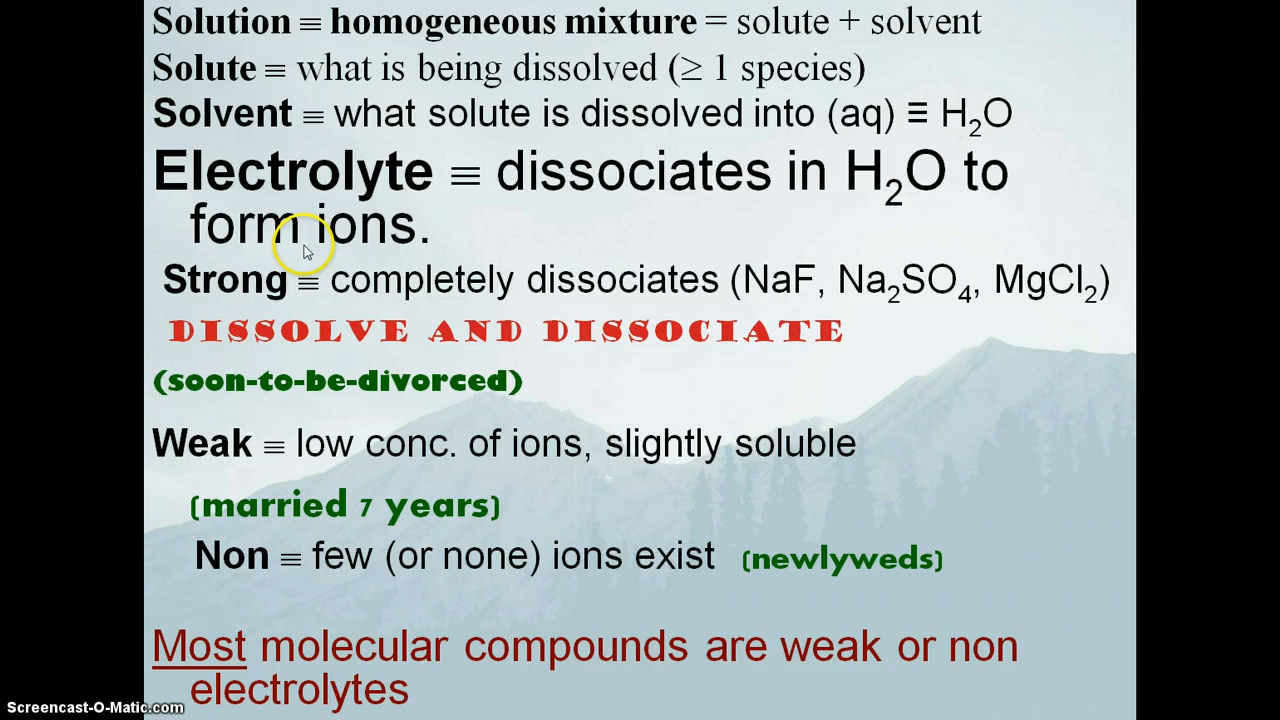 Solution ≡ homogeneous mixture = solute + solvent
Solute ≡ what is being dissolved (≥ 1 species)
Solvent ≡ what solute is dissolved into (aq) ≡ H₂O
Electrolyte ≡ dissociates in H₂O to
form ions.
Strong ≡ completely dissociates (NaF, Na₂SO₄, MgCl₂)
DISSOLVE AND DISSOCIATE
(soon-to-be-divorced)
Weak ≡ low conc. of ions, slightly soluble
(married 7 years)
Non ≡ few (or none) ions exist (newlyweds)
Most molecular compounds are weak or non
electrolytes
Screencast-O-Matic.com